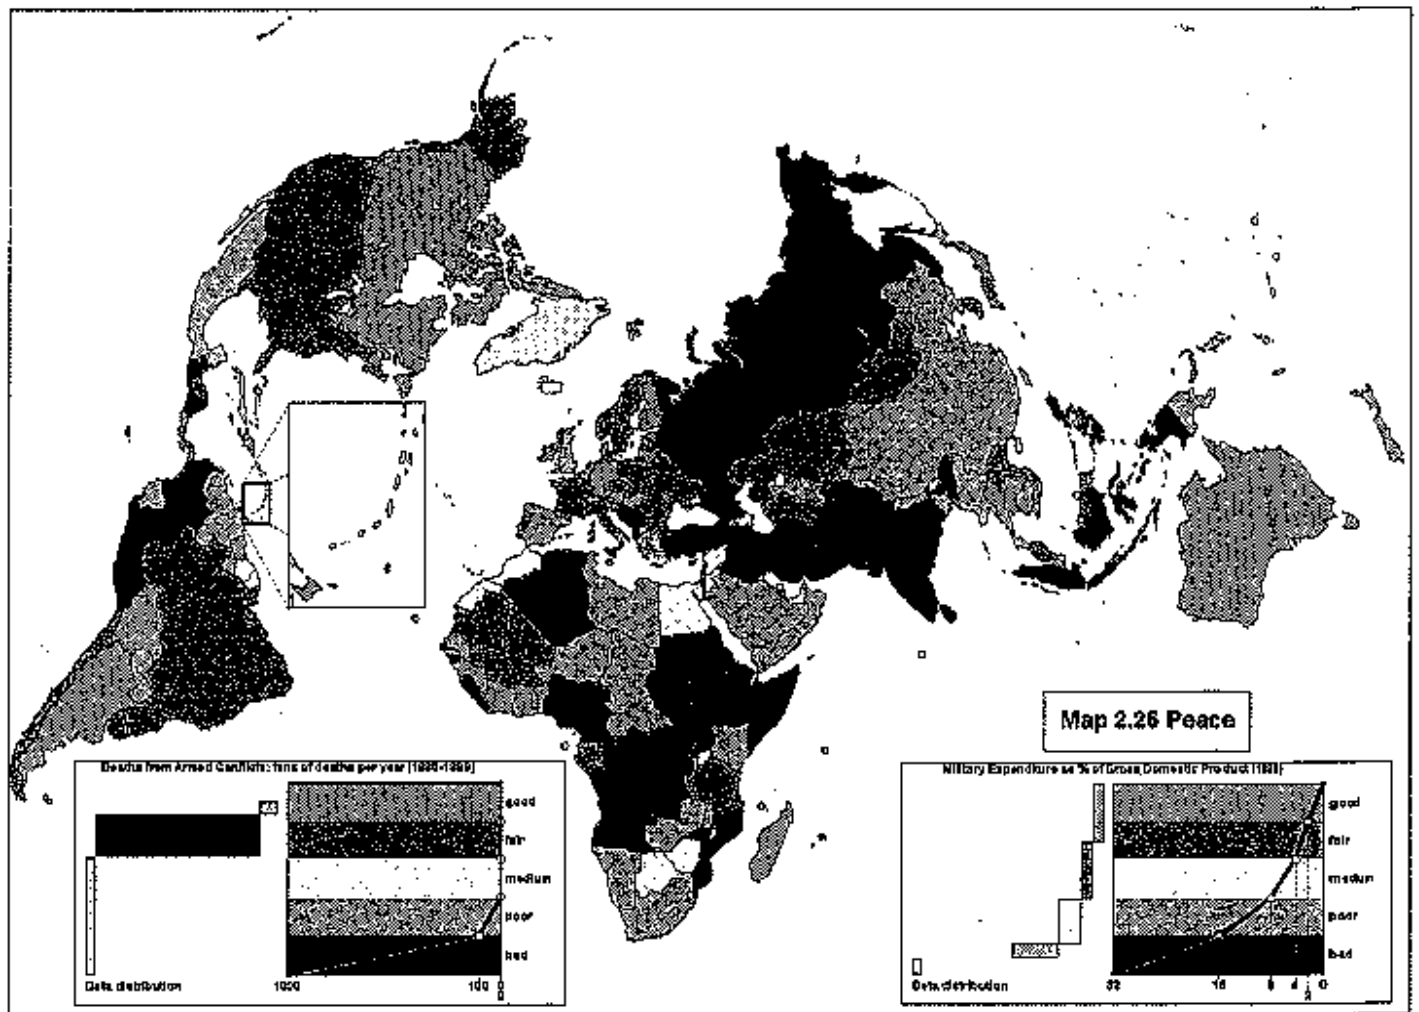 Map 2.26 Peace
Deaths from Armed Conflicts: tens of deaths per year
good
fair
medium
poor
bad
Data distribution
1000
100
0
Military Expenditure as % of Gross Domestic Product
good
fair
medium
poor
bad
Data distribution
32
16
8
4
2
0